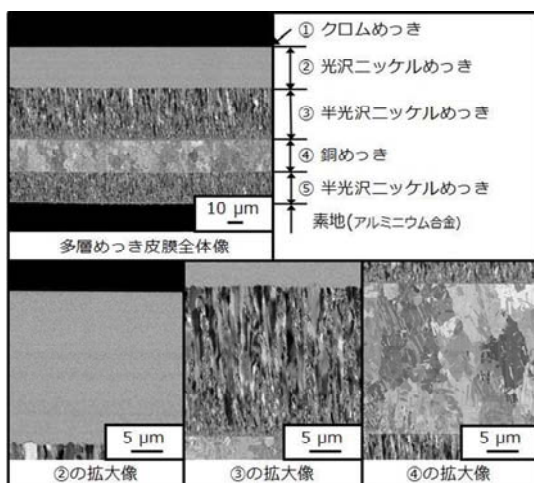 ① クロムめっき
② 光沢ニッケルめっき
③ 半光沢ニッケルめっき
④ 銅めっき
⑤ 半光沢ニッケルめっき
素地(アルミニウム合金)
10 μm
多層めっき皮膜全体像
5 μm
5 μm
5 μm
②の拡大像
③の拡大像
④の拡大像